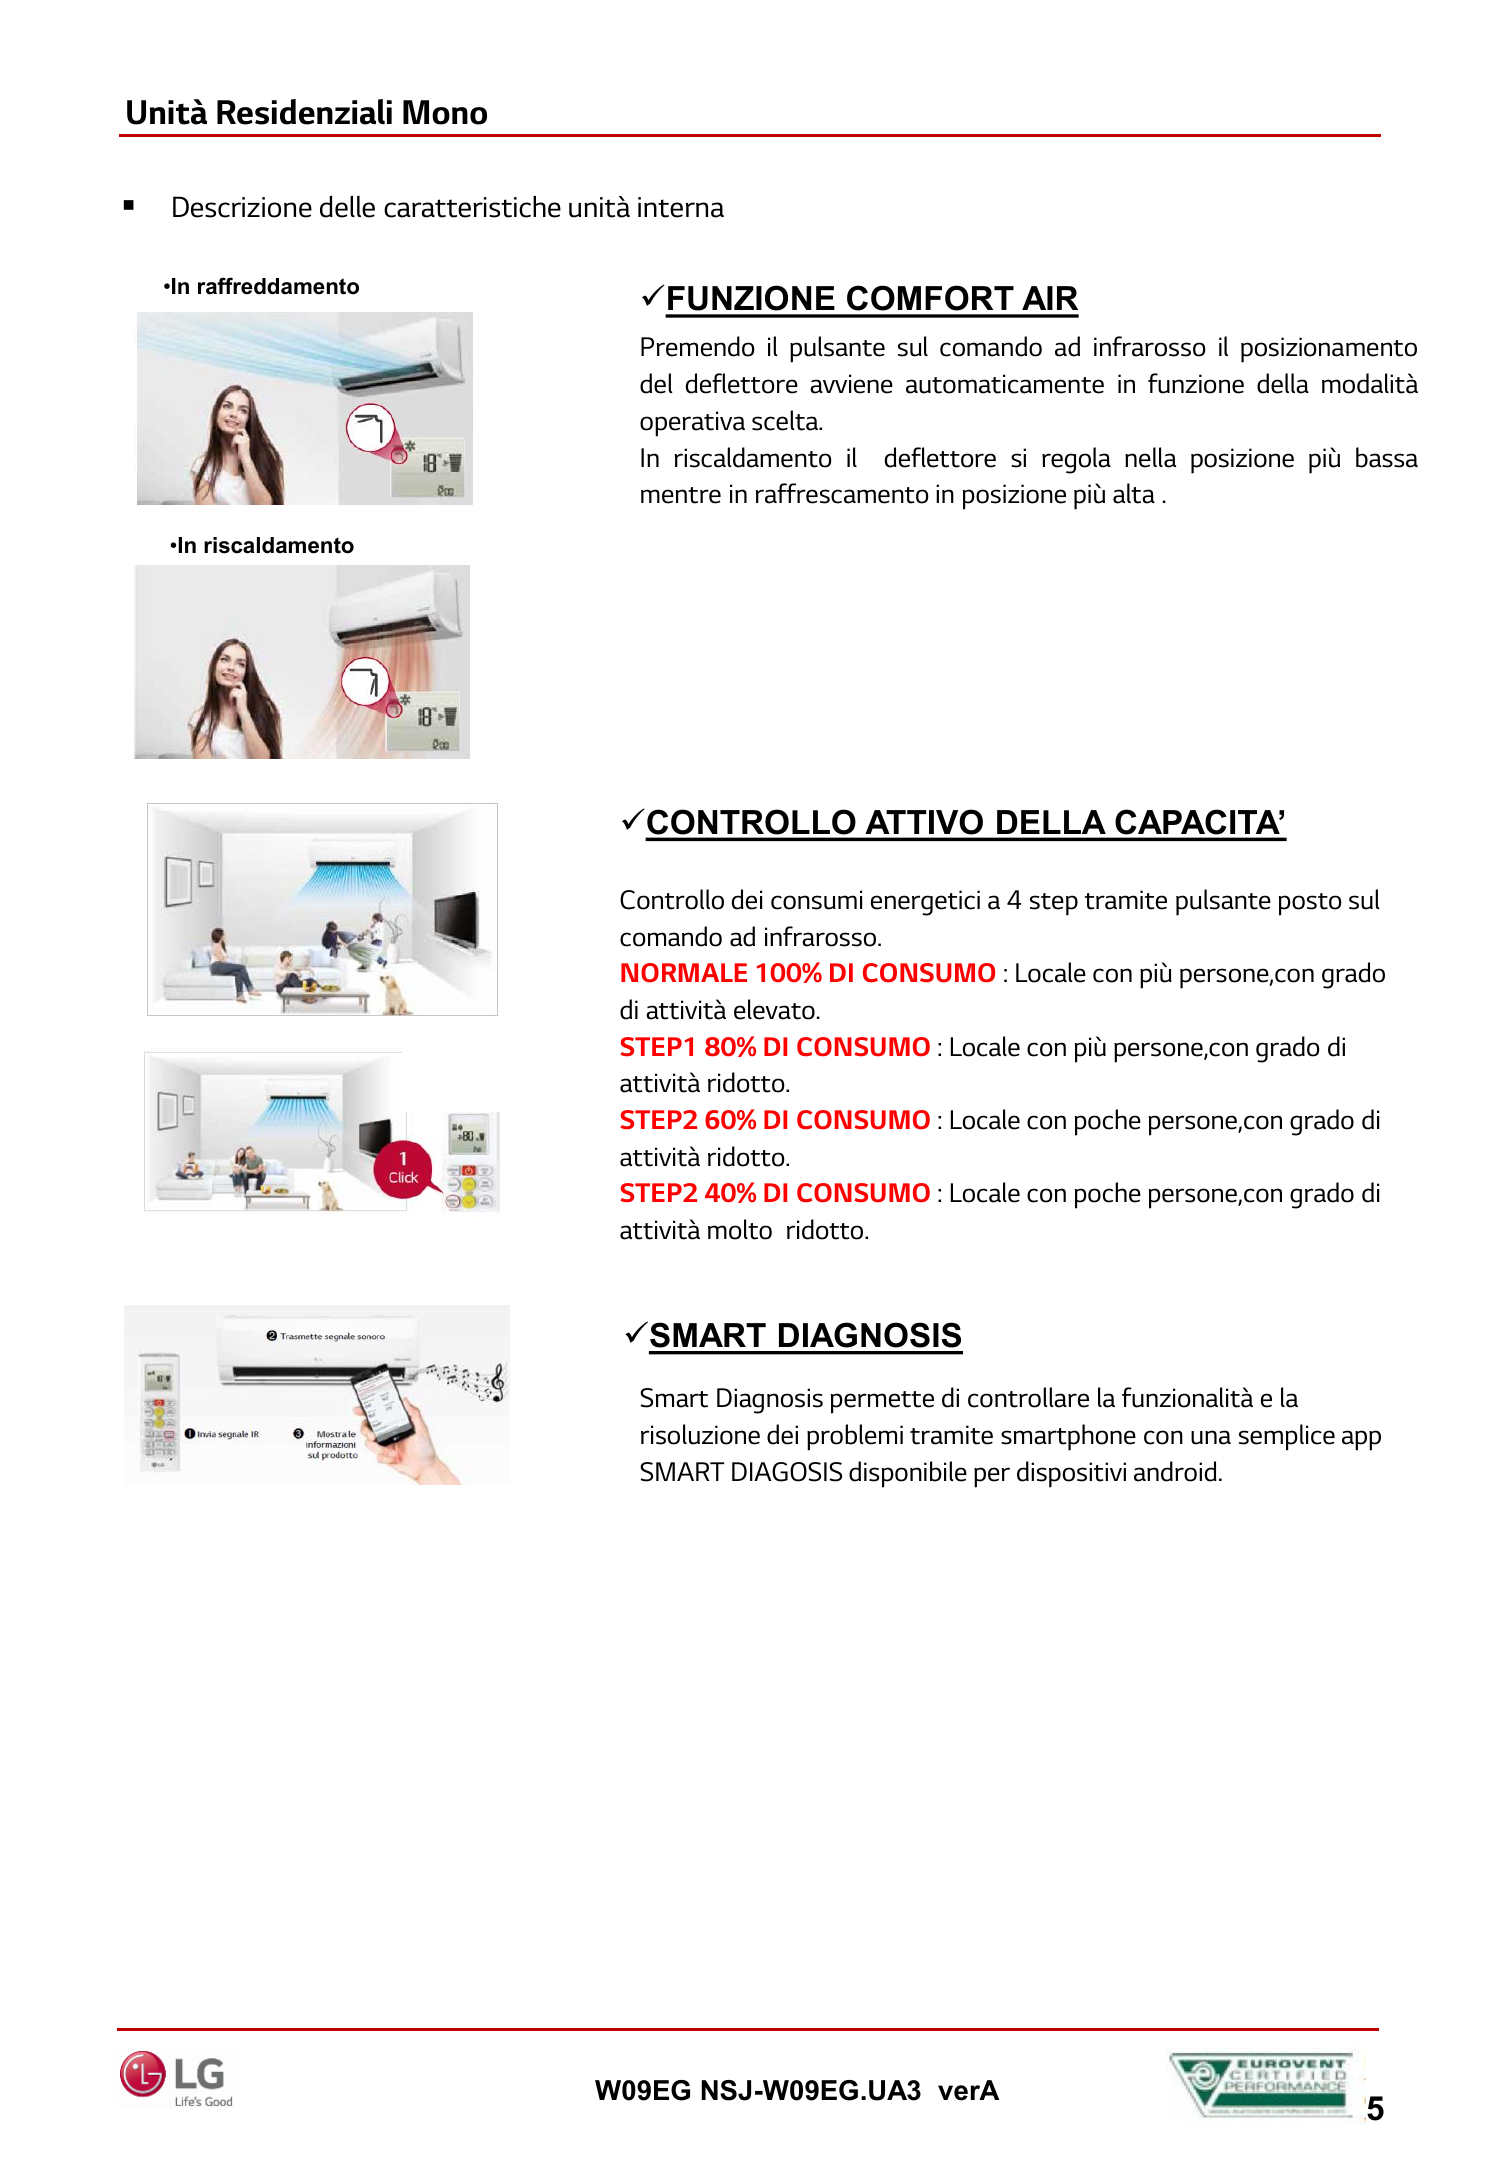 Unità Residenziali Mono
▪ Descrizione delle caratteristiche unità interna
•In raffreddamento
18°
12:00
✓FUNZIONE COMFORT AIR
Premendo il pulsante sul comando ad infrarosso il posizionamento
del deflettore avviene automaticamente in funzione della modalità
operativa scelta.
In riscaldamento il deflettore si regola nella posizione più bassa
mentre in raffrescamento in posizione più alta .
•In riscaldamento
18°
12:00
✓CONTROLLO ATTIVO DELLA CAPACITA’
Controllo dei consumi energetici a 4 step tramite pulsante posto sul
comando ad infrarosso.
NORMALE 100% DI CONSUMO : Locale con più persone,con grado
di attività elevato.
STEP1 80% DI CONSUMO : Locale con più persone,con grado di
attività ridotto.
STEP2 60% DI CONSUMO : Locale con poche persone,con grado di
attività ridotto.
STEP2 40% DI CONSUMO : Locale con poche persone,con grado di
attività molto ridotto.
1
Click
80
❷ Trasmette segnale sonoro
❶ Invia segnale IR
❸ Mostra le
informazioni
sul prodotto
LG
✓SMART DIAGNOSIS
Smart Diagnosis permette di controllare la funzionalità e la
risoluzione dei problemi tramite smartphone con una semplice app
SMART DIAGOSIS disponibile per dispositivi android.
LG
Life's Good
W09EG NSJ-W09EG.UA3 verA
EUROVENT
CERTIFIED
PERFORMANCE
5